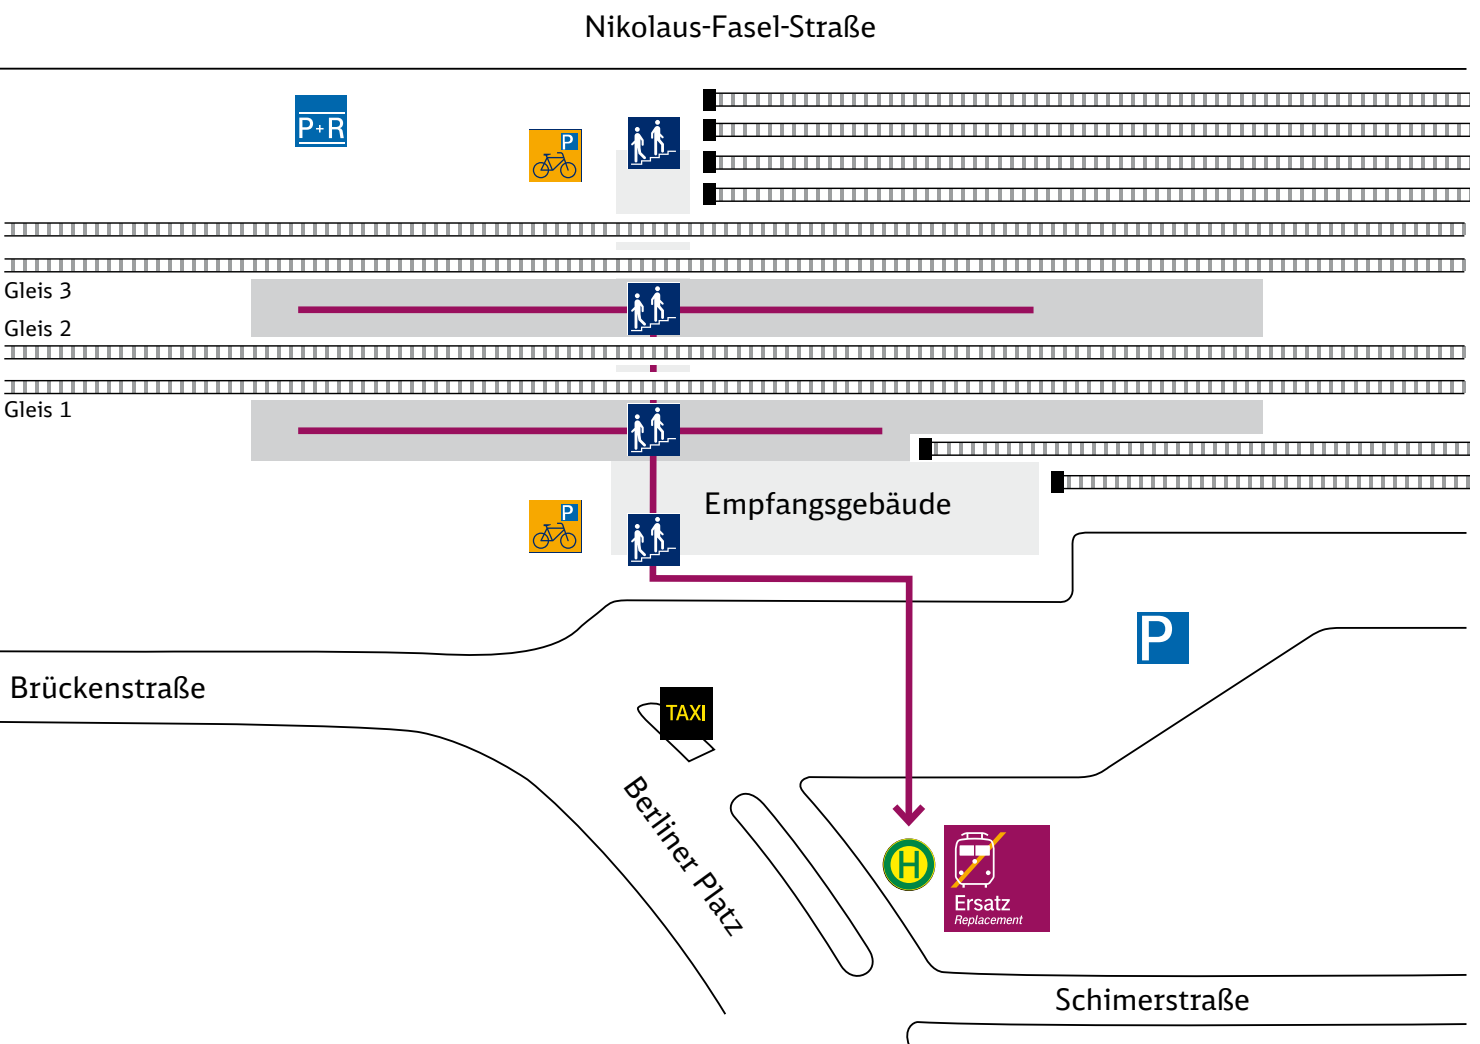 Nikolaus-Fasel-Straße
P+R
P
Gleis 3
Gleis 2
Gleis 1
Empfangsgebäude
P
P
Brückenstraße
TAXI
Berliner Platz
H
Ersatz
Replacement
Schimerstraße